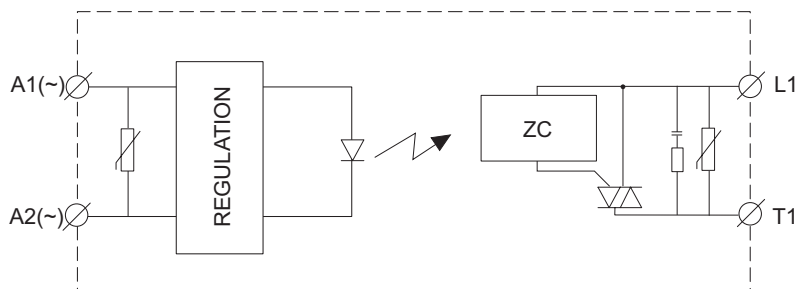 A1(~)
L1
REGULATION
ZC
A2(~)
T1